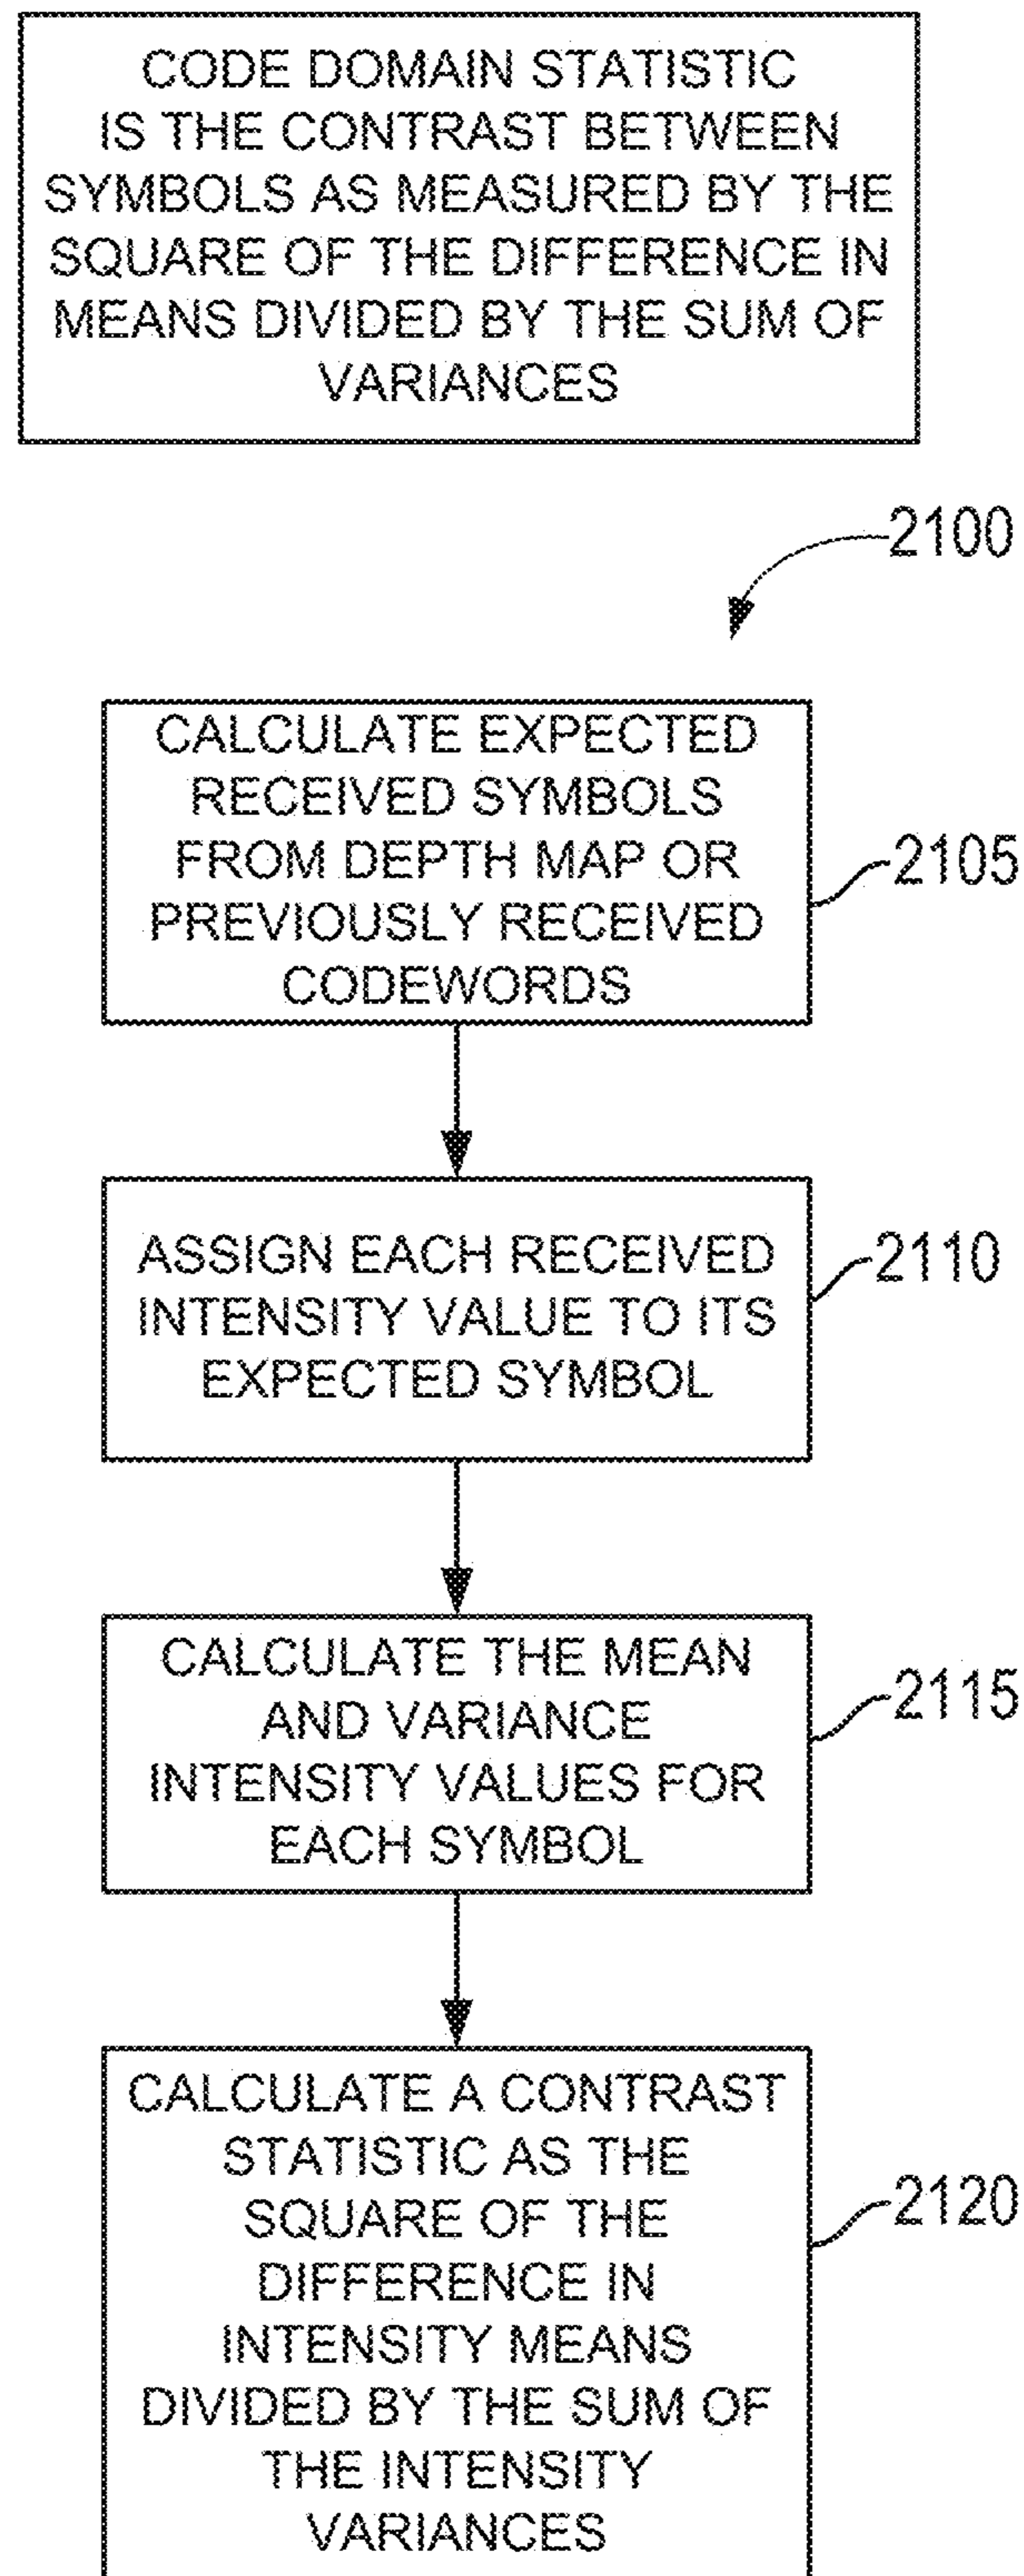 CODE DOMAIN STATISTIC
IS THE CONTRAST BETWEEN
SYMBOLS AS MEASURED BY THE
SQUARE OF THE DIFFERENCE IN
MEANS DIVIDED BY THE SUM OF
VARIANCES
2100
CALCULATE EXPECTED
RECEIVED SYMBOLS
FROM DEPTH MAP OR
PREVIOUSLY RECEIVED
CODEWORDS
2105
ASSIGN EACH RECEIVED
INTENSITY VALUE TO ITS
EXPECTED SYMBOL
2110
CALCULATE THE MEAN
AND VARIANCE
INTENSITY VALUES FOR
EACH SYMBOL
2115
CALCULATE A CONTRAST
STATISTIC AS THE
SQUARE OF THE
DIFFERENCE IN
INTENSITY MEANS
DIVIDED BY THE SUM OF
THE INTENSITY
VARIANCES
2120